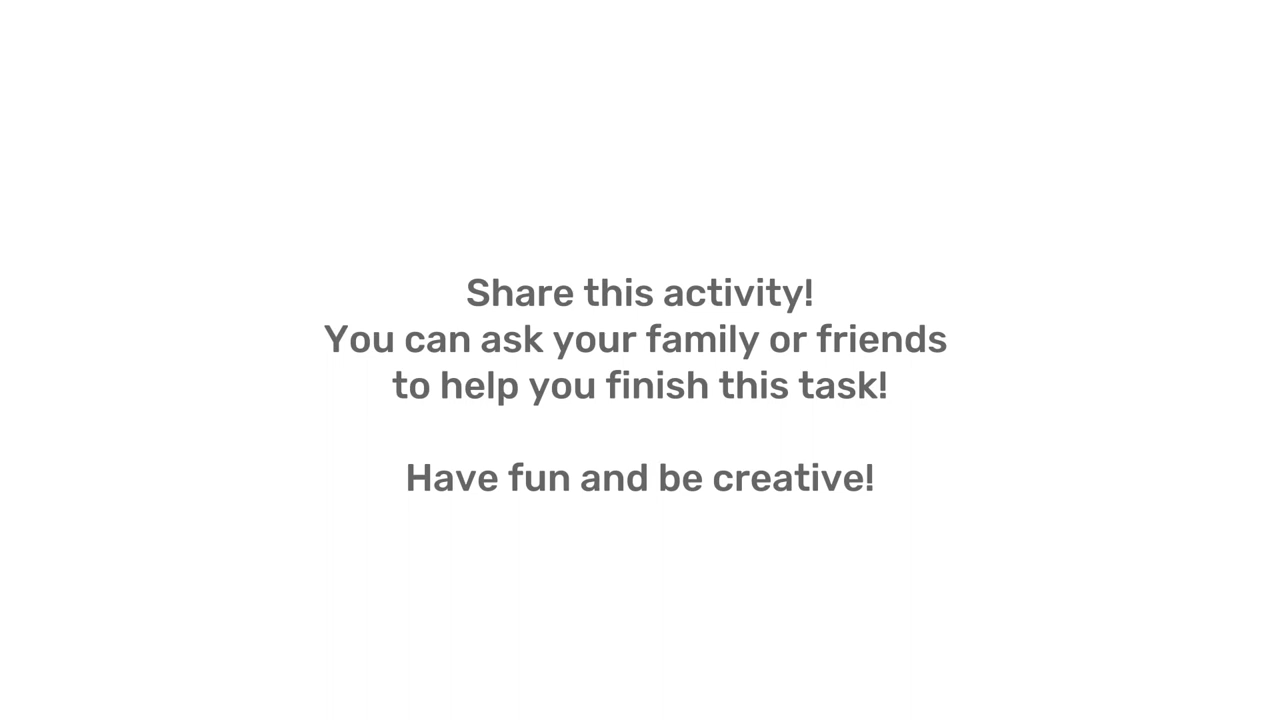 Share this activity!
You can ask your family or friends
to help you finish this task!
Have fun and be creative!